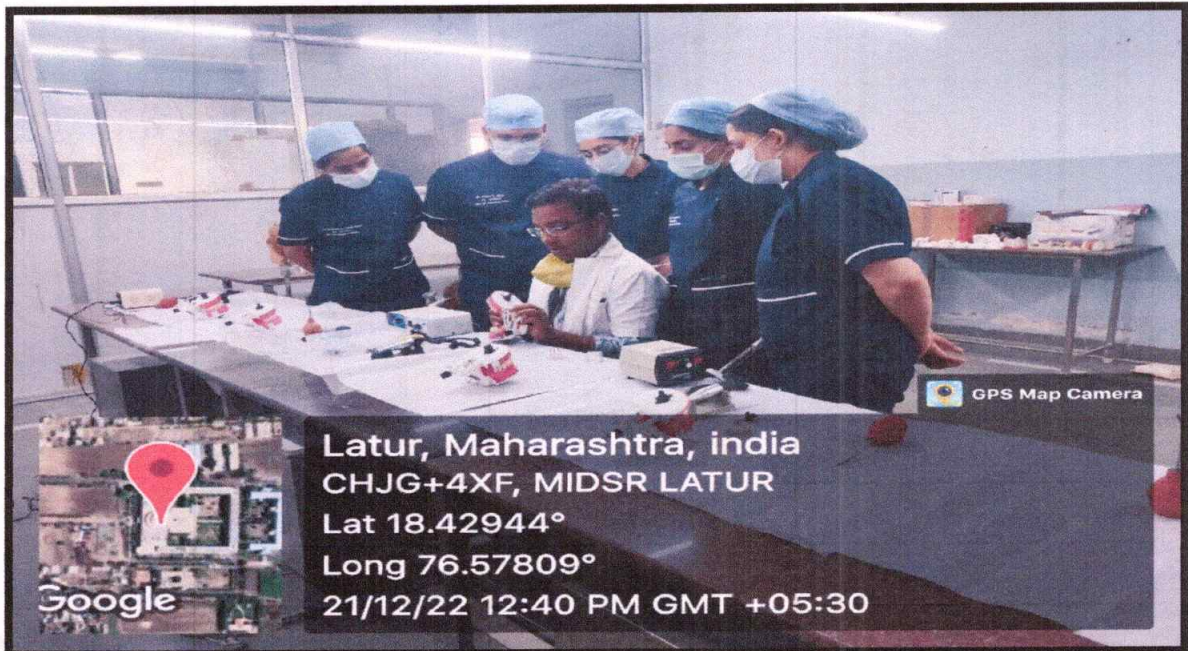 GPS Map Camera
Latur, Maharashtra, india
CHJG+4XF, MIDSR LATUR
Lat 18.42944°
Long 76.57809°
21/12/22 12:40 PM GMT +05:30
Google